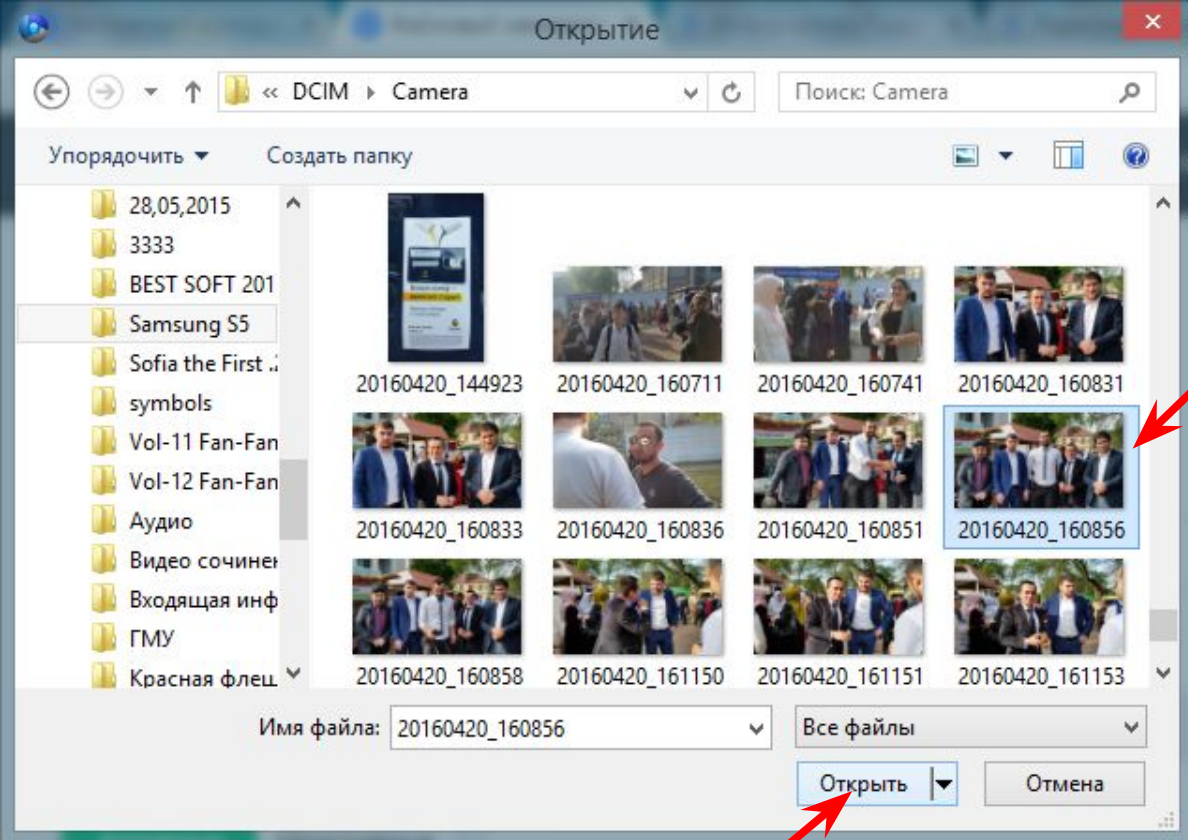 Открытие
« DCIM Camera
Поиск: Camera
Упорядочить
Создать папку
28,05,2015
3333
BEST SOFT 201
Samsung S5
Sofia the First .
symbols
Vol-11 Fan-Fan
Vol-12 Fan-Fan
Аудио
Видео сочинен
Входящая инф
ГМУ
Красная флеш
20160420_144923
20160420_160711
20160420_160741
20160420_160831
20160420_160833
20160420_160836
20160420_160851
20160420_160856
20160420_160858
20160420_161150
20160420_161151
20160420_161153
Имя файла: 20160420_160856
Все файлы
Открыть
Отмена